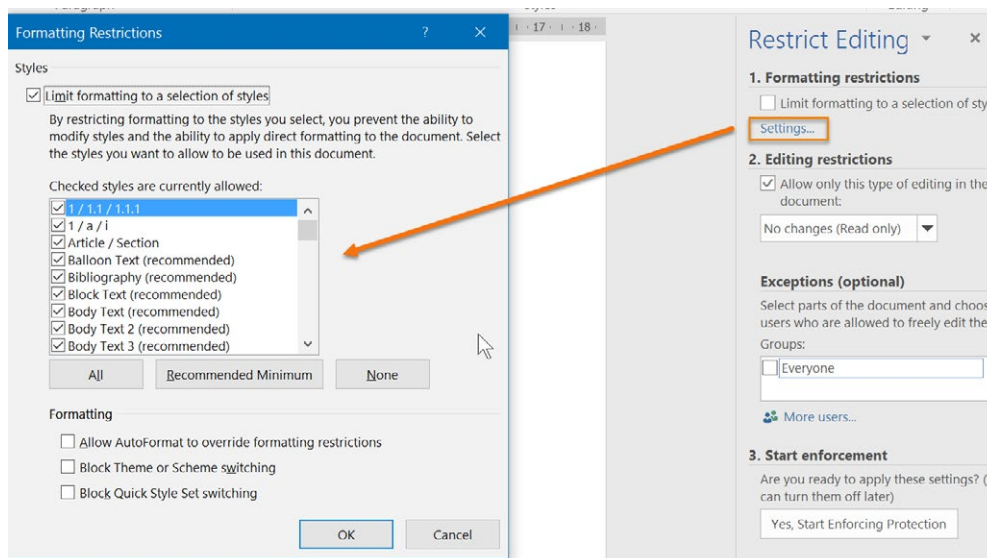 Formatting Restrictions ? ×
Styles
Limit formatting to a selection of styles
By restricting formatting to the styles you select, you prevent the ability to
modify styles and the ability to apply direct formatting to the document. Select
the styles you want to allow to be used in this document.
Checked styles are currently allowed:
1 / 1.1 / 1.1.1
1 / a / i
Article / Section
Balloon Text (recommended)
Bibliography (recommended)
Block Text (recommended)
Body Text (recommended)
Body Text 2 (recommended)
Body Text 3 (recommended)
All Recommended Minimum None
Formatting
Allow AutoFormat to override formatting restrictions
Block Theme or Scheme switching
Block Quick Style Set switching
OK Cancel
17 18
Restrict Editing ×
1. Formatting restrictions
Limit formatting to a selection of
Settings...
2. Editing restrictions
Allow only this type of editing in the
document:
No changes (Read only)
Exceptions (optional)
Select parts of the document and
users who are allowed to freely edit
Groups:
Everyone
More users...
3. Start enforcement
Are you ready to apply these settings? (
can turn them off later)
Yes, Start Enforcing Protection